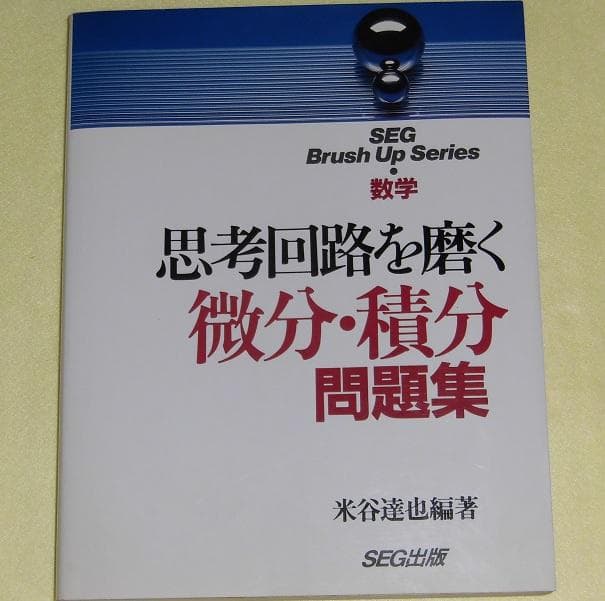 SEG
Brush Up Series
・
数学
思考回路を磨く
微分・積分
問題集
米谷達也編著
SEG出版